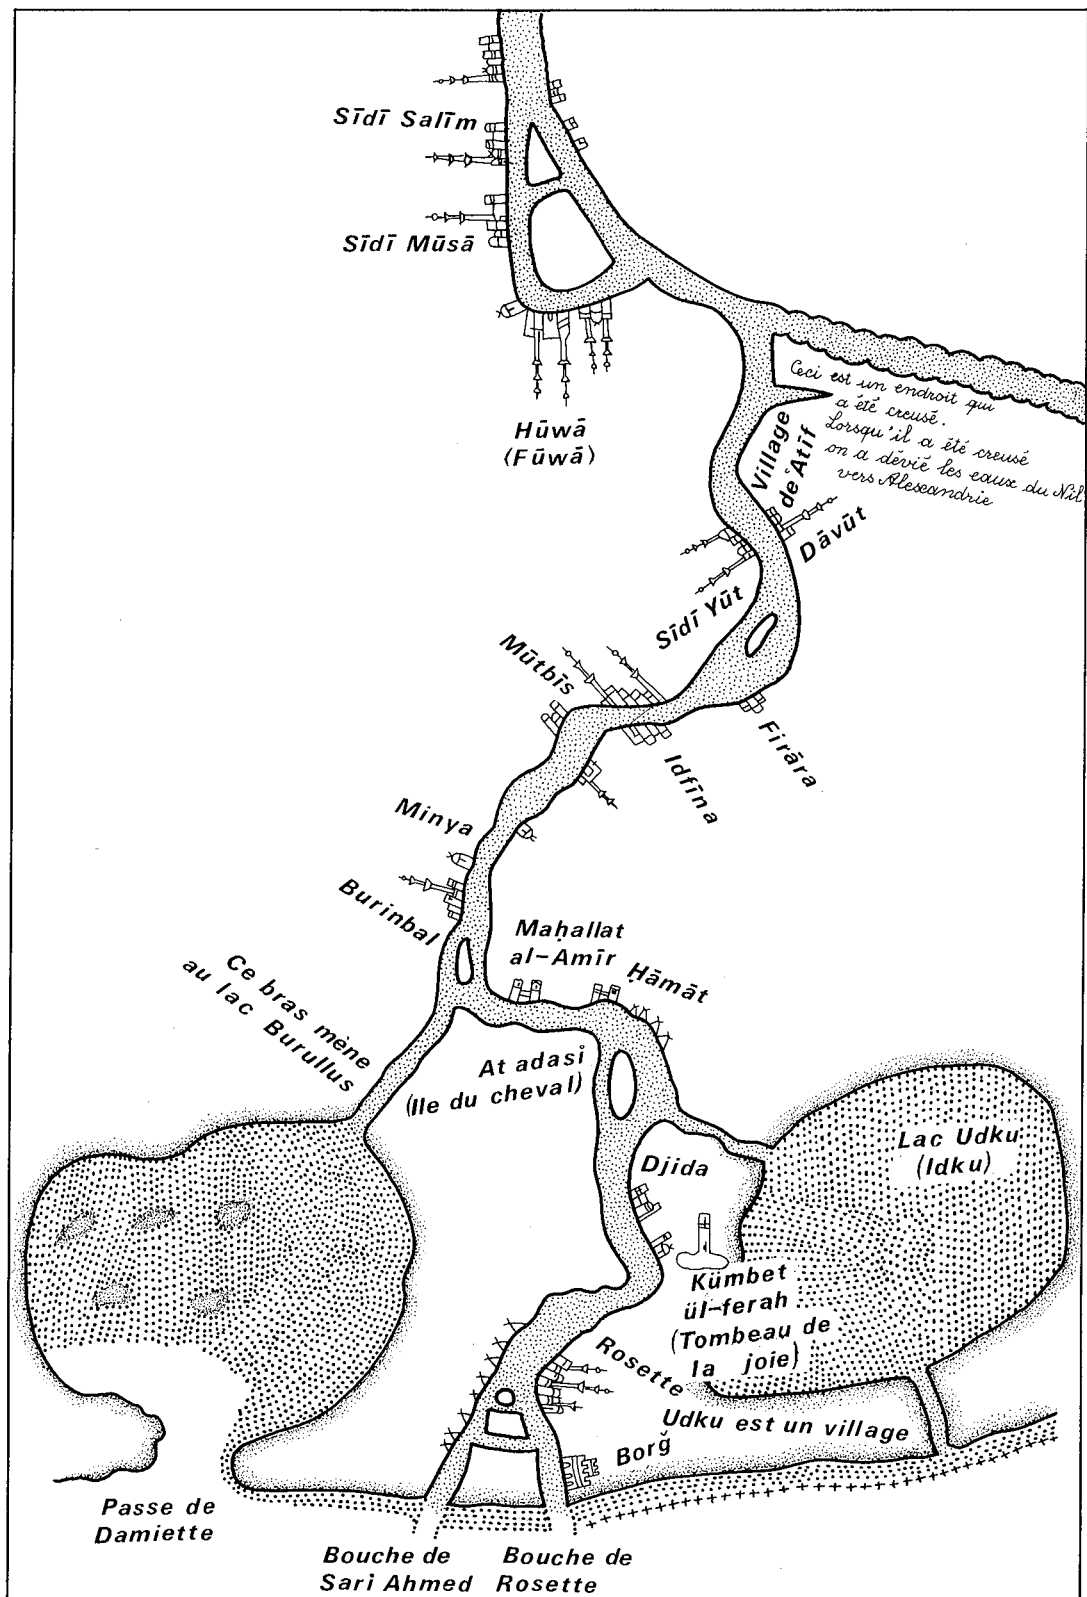 Sīdī Salīm
Sīdī Mūsā
Hūwā
(Fūwā)
Ceci est un endroit qui
a été creusé.
Lorsqu'il a été creusé
on a dévié les eaux du Nil
vers Alexandrie
Village
de ʿAtīf
Dāvūt
Sīdī Yūt
Mūtbīs
Firāra
Idfīna
Minya
Burinbal
Maḥallat
al-Amīr
Ḥāmāt
Ce bras mène
au lac Burullus
At adasi
(Ile du cheval)
Lac Udku
(Idku)
Djida
Kümbet
ül-ferah
(Tombeau de
la joie)
Rosette
Udku est un village
Borǧ
Passe de
Damiette
Bouche de
Sari Ahmed
Bouche de
Rosette